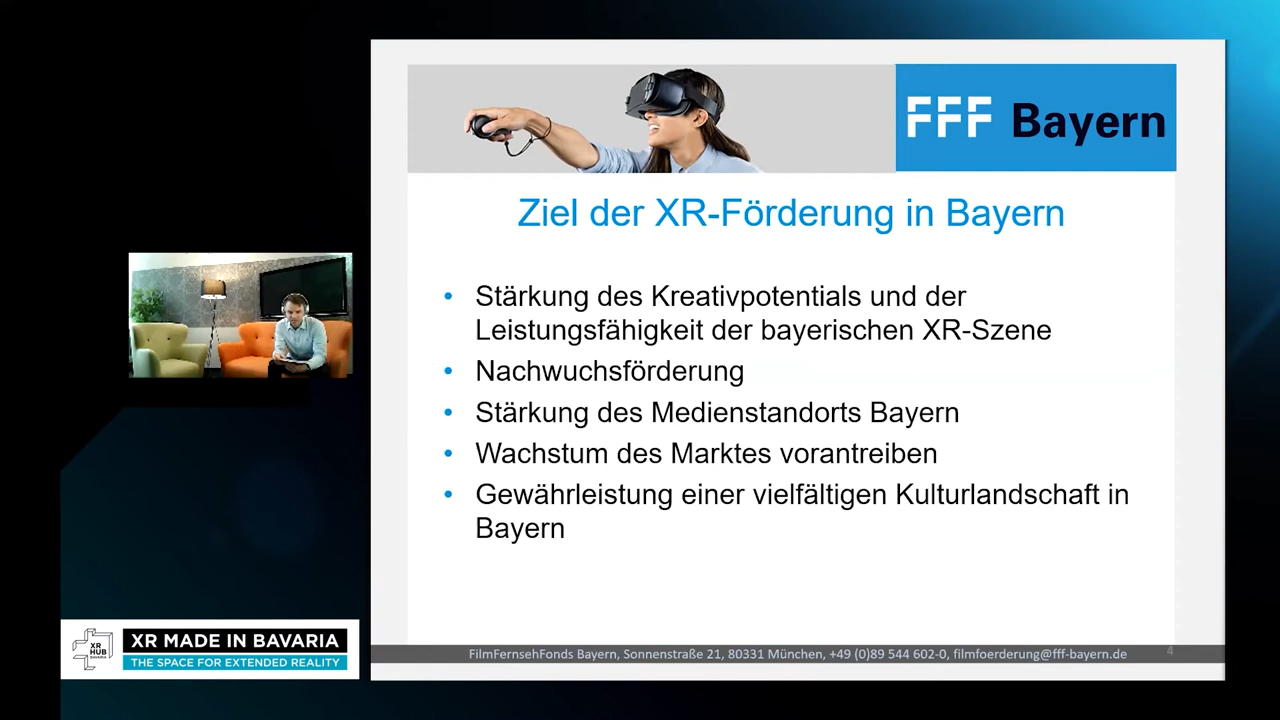 FFF Bayern
Ziel der XR-Förderung in Bayern
• Stärkung des Kreativpotentials und der
Leistungsfähigkeit der bayerischen XR-Szene
• Nachwuchsförderung
• Stärkung des Medienstandorts Bayern
• Wachstum des Marktes vorantreiben
• Gewährleistung einer vielfältigen Kulturlandschaft in
Bayern
FilmFernsehFonds Bayern, Sonnenstraße 21, 80331 München, +49 (0)89 544 602-0, filmfoerderung@fff-bayern.de
4
XR
HUB
BAVARIA
XR MADE IN BAVARIA
THE SPACE FOR EXTENDED REALITY